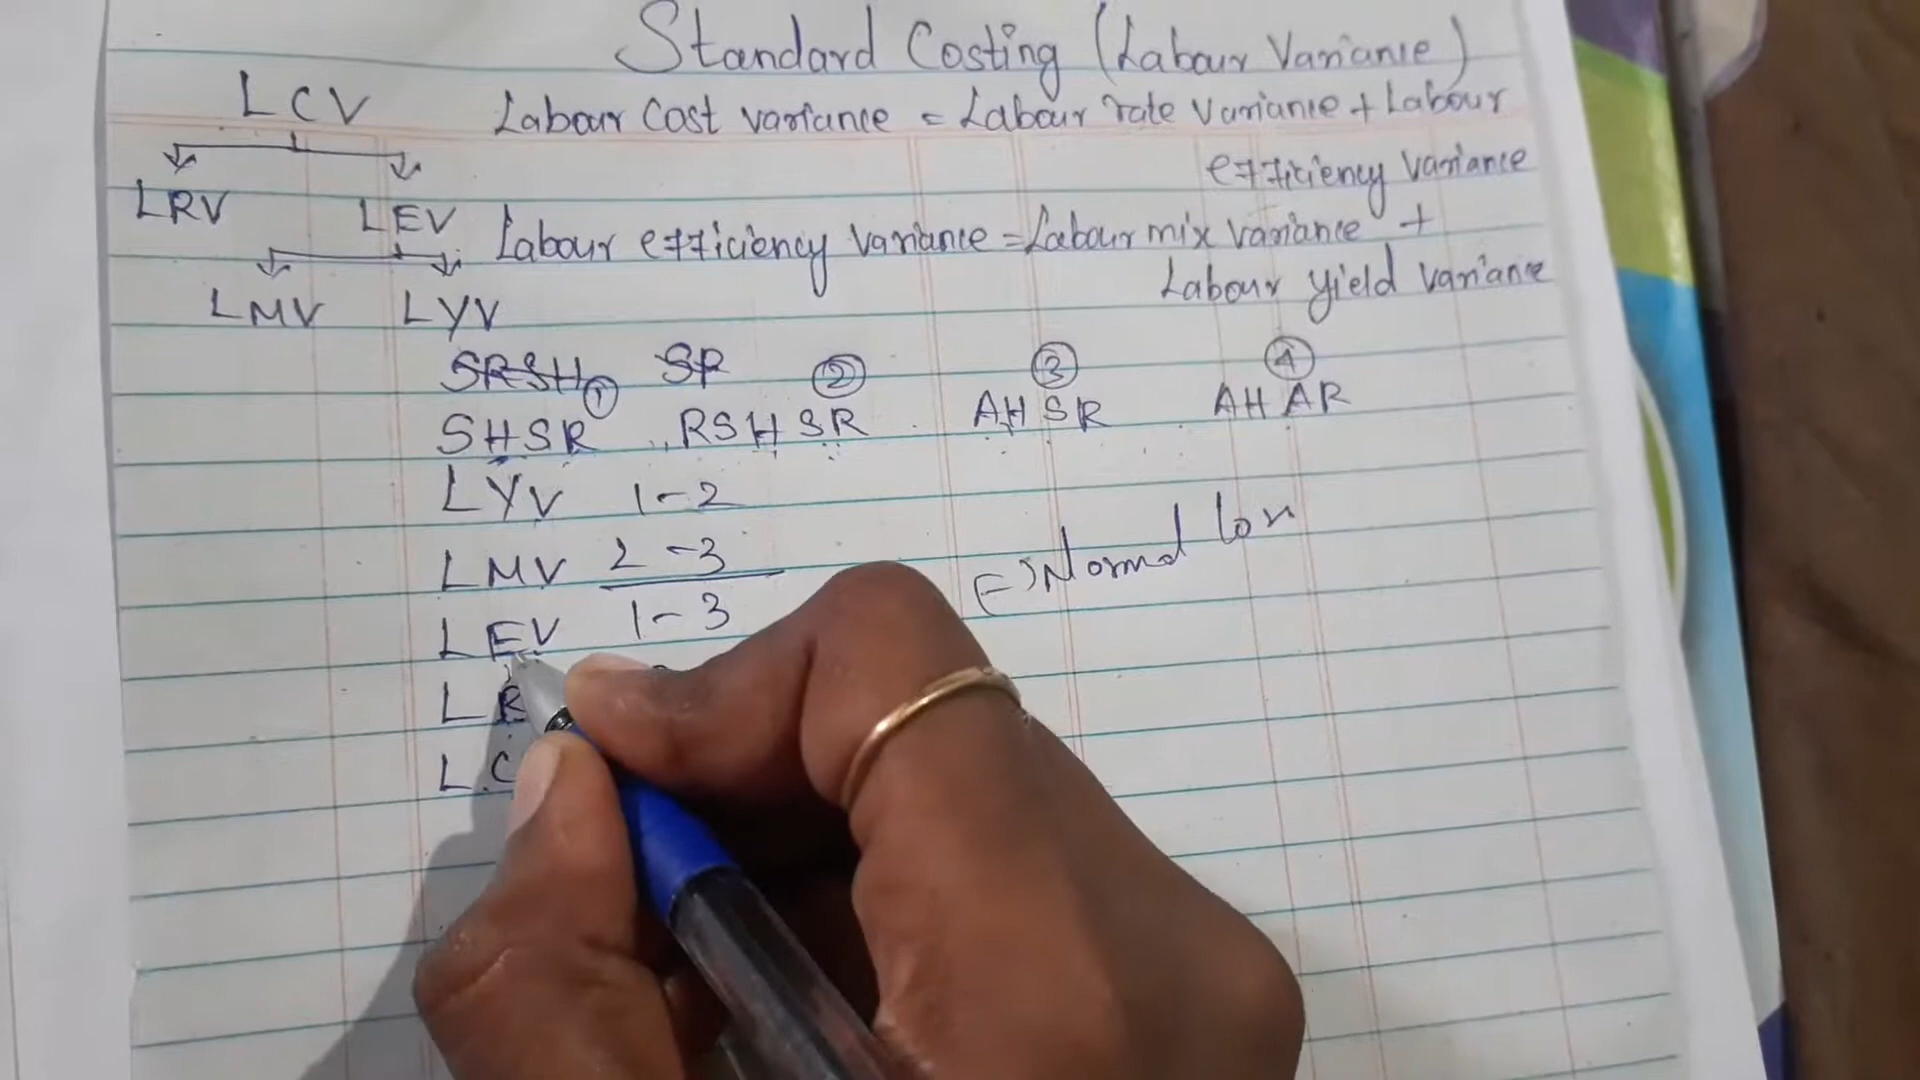 Standard Costing (Labour Variance)
LCV
Labour Cost variance = Labour rate Variance + Labour
efficiency Variance
LRV LEV
Labour efficiency Variance = Labour mix Variance +
Labour yield Variance
LMV LYV
SRSH SR
① ② ③ ④
SHSR RSH SR AH SR AH AR
LYV 1-2
LMV 2-3
LEV 1-3
(-) Normal
L R
L.C